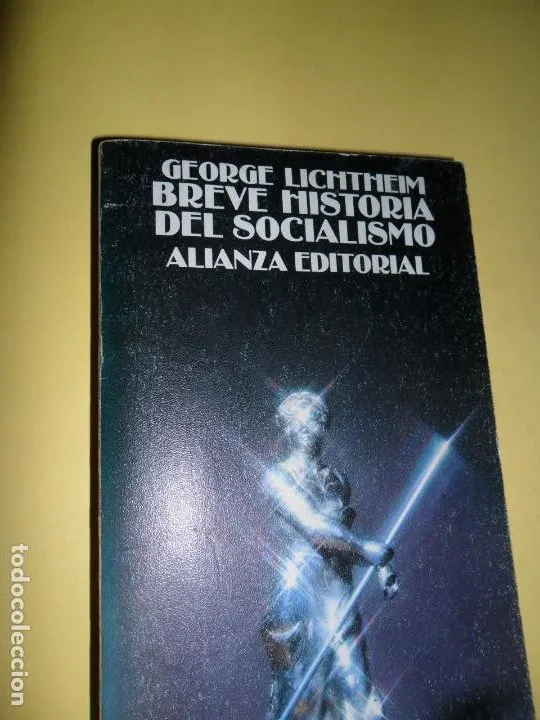 GEORGE LICHTHEIM
BREVE HISTORIA
DEL SOCIALISMO
ALIANZA EDITORIAL
todocoleccion